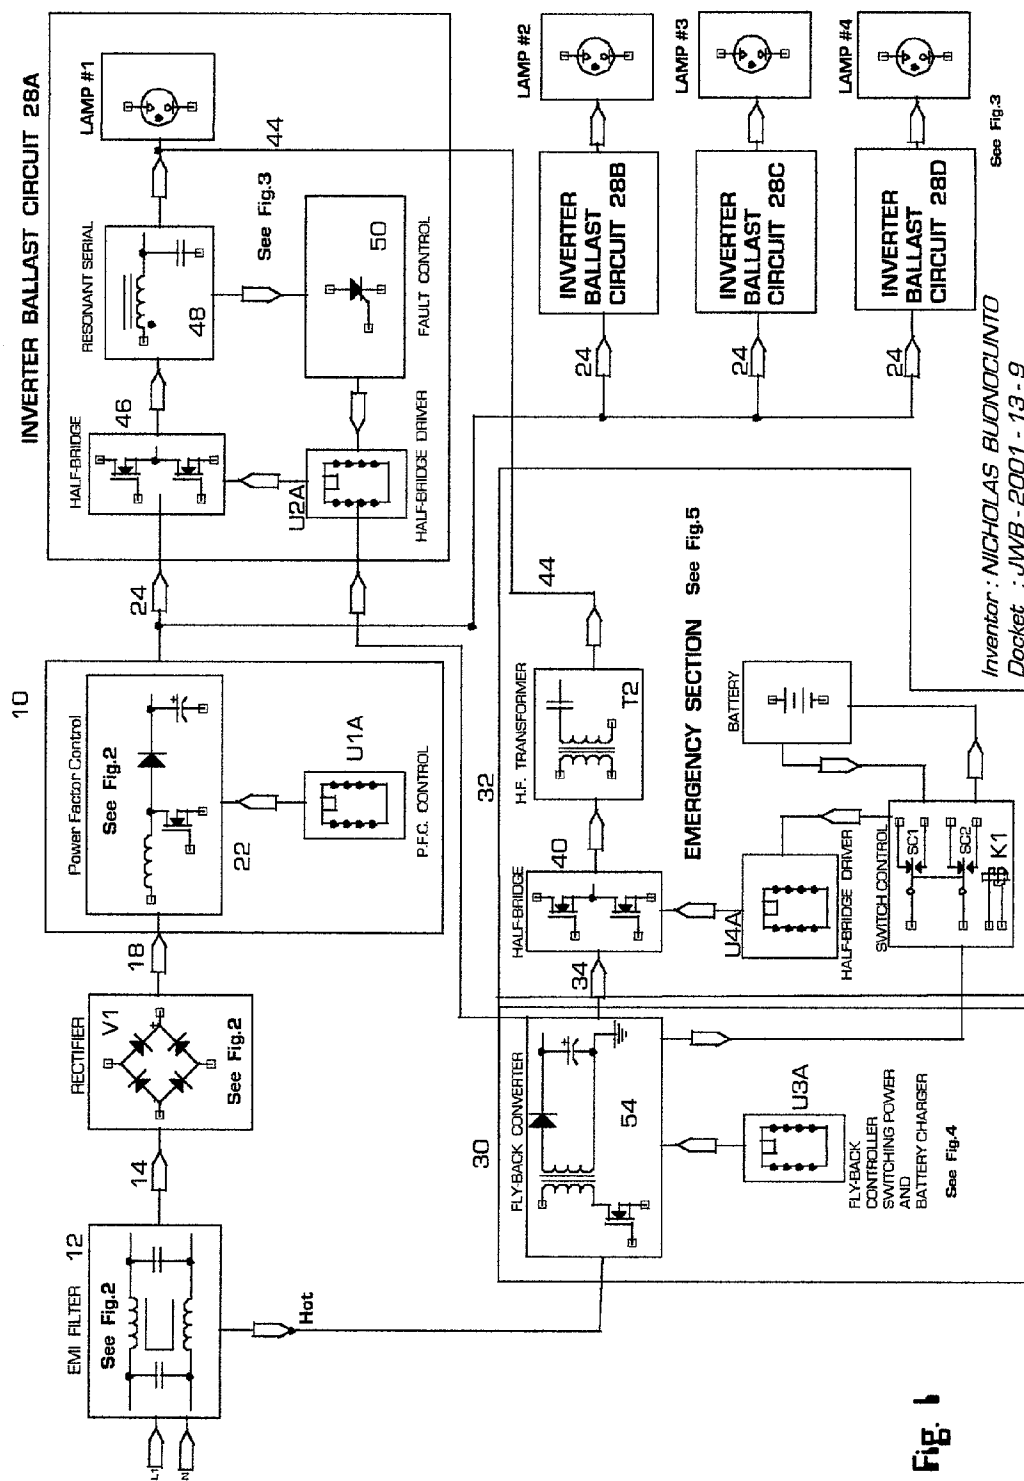 10
INVERTER BALLAST CIRCUIT 28A
EMI FILTER
12
See Fig.2
L1
N
Hot
14
RECTIFIER
V1
See Fig.2
18
Power Factor Control
See Fig.2
22
U1A
P.F.C. CONTROL
24
HALF-BRIDGE
46
U2A
HALF-BRIDGE DRIVER
RESONANT SERIAL
48
See Fig.3
50
FAULT CONTROL
LAMP #1
44
30
FLY-BACK CONVERTER
54
U3A
FLY-BACK
CONTROLLER
SWITCHING POWER
AND
BATTERY CHARGER
See Fig.4
32
34
HALF-BRIDGE
40
U4A
HALF-BRIDGE DRIVER
SWITCH CONTROL
SC1
SC2
K1
H.F. TRANSFORMER
T2
44
EMERGENCY SECTION See Fig.5
BATTERY
24
INVERTER
BALLAST
CIRCUIT 28B
LAMP #2
24
INVERTER
BALLAST
CIRCUIT 28C
LAMP #3
24
INVERTER
BALLAST
CIRCUIT 28D
LAMP #4
See Fig.3
Inventor : NICHOLAS BUONOCUNTO
Docket : JWB - 2001 - 13 - 9
Fig. 1